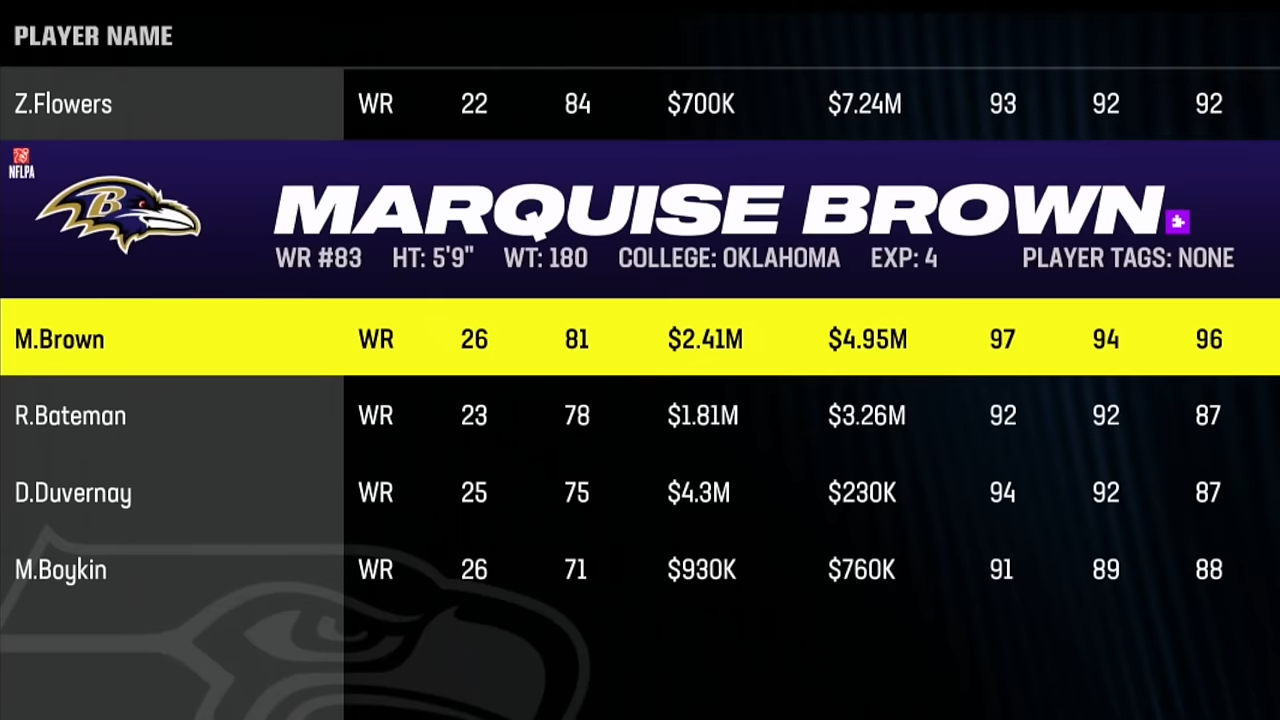 PLAYER NAME
Z.Flowers WR 22 84 $700K $7.24M 93 92 92
NFLPA
B
MARQUISE BROWN
WR #83 HT: 5'9" WT: 180 COLLEGE: OKLAHOMA EXP: 4 PLAYER TAGS: NONE
M.Brown WR 26 81 $2.41M $4.95M 97 94 96
R.Bateman WR 23 78 $1.81M $3.26M 92 92 87
D.Duvernay WR 25 75 $4.3M $230K 94 92 87
M.Boykin WR 26 71 $930K $760K 91 89 88